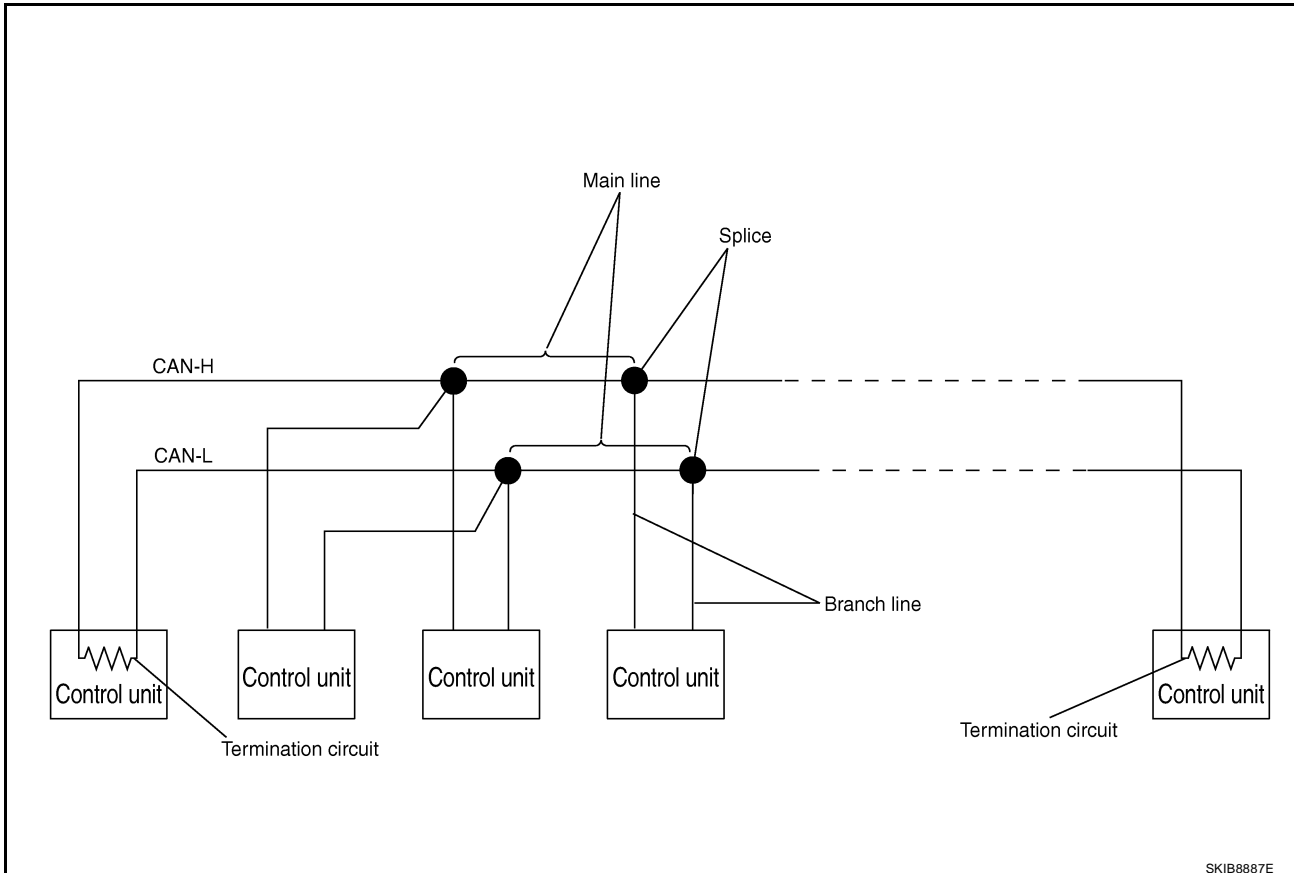 Main line
Splice
CAN-H
CAN-L
Branch line
Control unit
Control unit
Control unit
Control unit
Control unit
Termination circuit
Termination circuit
SKIB8887E